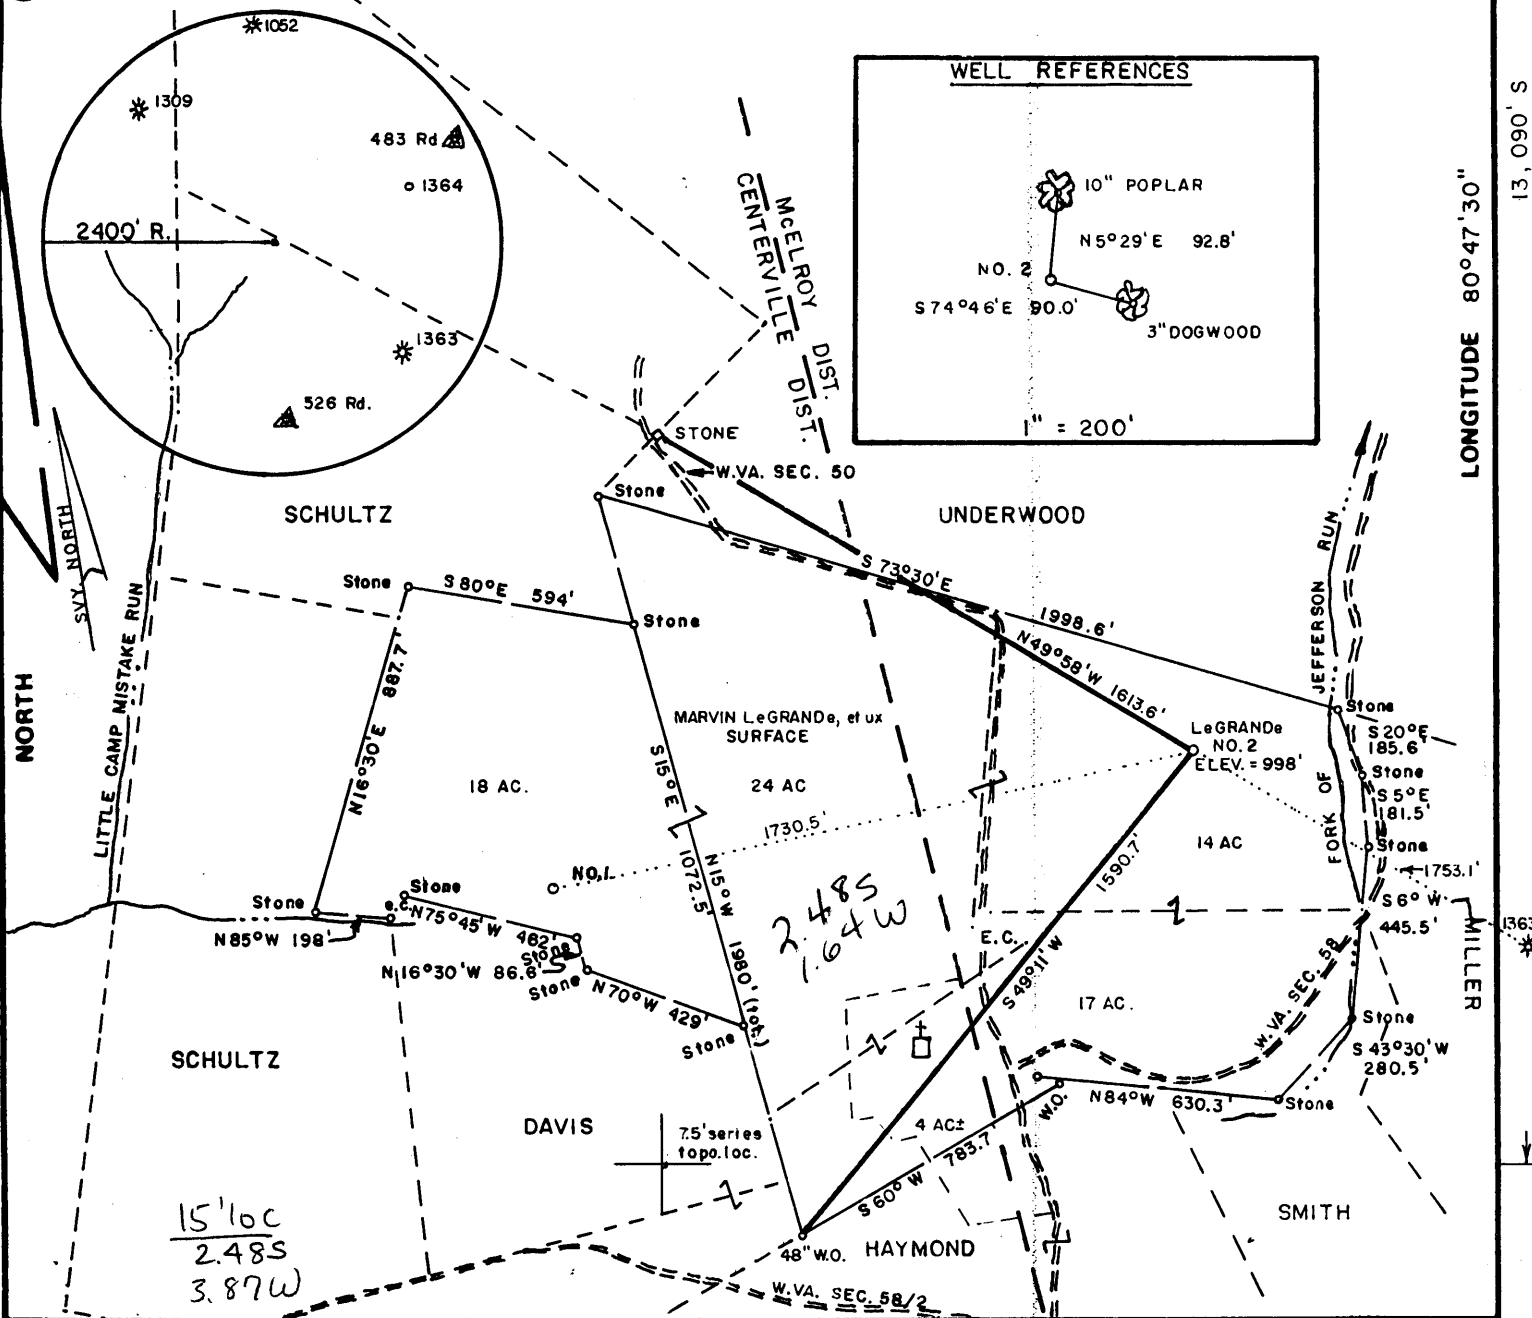 1052
1309
483 Rd
1364
2400' R.
1363
526 Rd.
WELL REFERENCES
10" POPLAR
N5°29'E 92.8'
NO. 2
S74°46'E 90.0'
3" DOGWOOD
1" = 200'
13,090' S
LONGITUDE 80°47'30"
McELROY DIST.
CENTERVILLE DIST.
STONE
W.VA. SEC. 50
Stone
SCHULTZ
UNDERWOOD
SVY. NORTH
NORTH
LITTLE CAMP MISTAKE RUN
Stone
S 80°E 594'
Stone
S 73°30'E
1998.6'
N49°58'W 1613.6'
JEFFERSON RUN
FORK OF
N16°30'E 887.7'
MARVIN LeGRANDe, et ux
SURFACE
LeGRANDe
NO. 2
ELEV. = 998'
Stone
S 20°E
185.6'
Stone
S 5°E
181.5'
Stone
1753.1'
S 6° W
445.5'
18 AC.
S15°E 1072.5'
24 AC
1730.5'
14 AC
1590.7'
S 49°11' W
NO.1
N15°W 1980' (tot.)
2.48S
1.64W
Stone
Stone
e.c.
N75°45'W 462'
N85°W 198'
Stone
N16°30'W 86.6'
Stone
N70°W 429'
Stone
E.C.
17 AC.
W.VA. SEC. 58
MILLER
1363
Stone
S 43°30'W
280.5'
Stone
N84°W 630.3'
W.O.
SCHULTZ
DAVIS
7.5' series
topo. loc.
4 AC±
S 60° W 783.7'
SMITH
15' loc
2.48S
3.87W
48" W.O.
HAYMOND
W.VA. SEC. 58/2